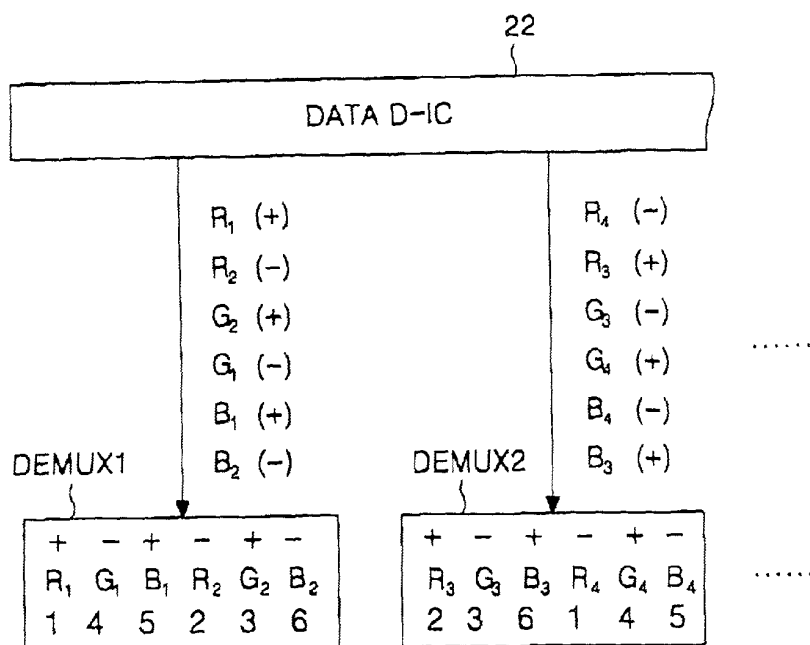 22
DATA D-IC
R₁ (+)
R₂ (−)
G₂ (+)
G₁ (−)
B₁ (+)
B₂ (−)
R₄ (−)
R₃ (+)
G₃ (−)
G₄ (+)
B₄ (−)
B₃ (+)
......
DEMUX1
+ − + − + −
R₁ G₁ B₁ R₂ G₂ B₂
1 4 5 2 3 6
DEMUX2
+ − + − + −
R₃ G₃ B₃ R₄ G₄ B₄
2 3 6 1 4 5
......